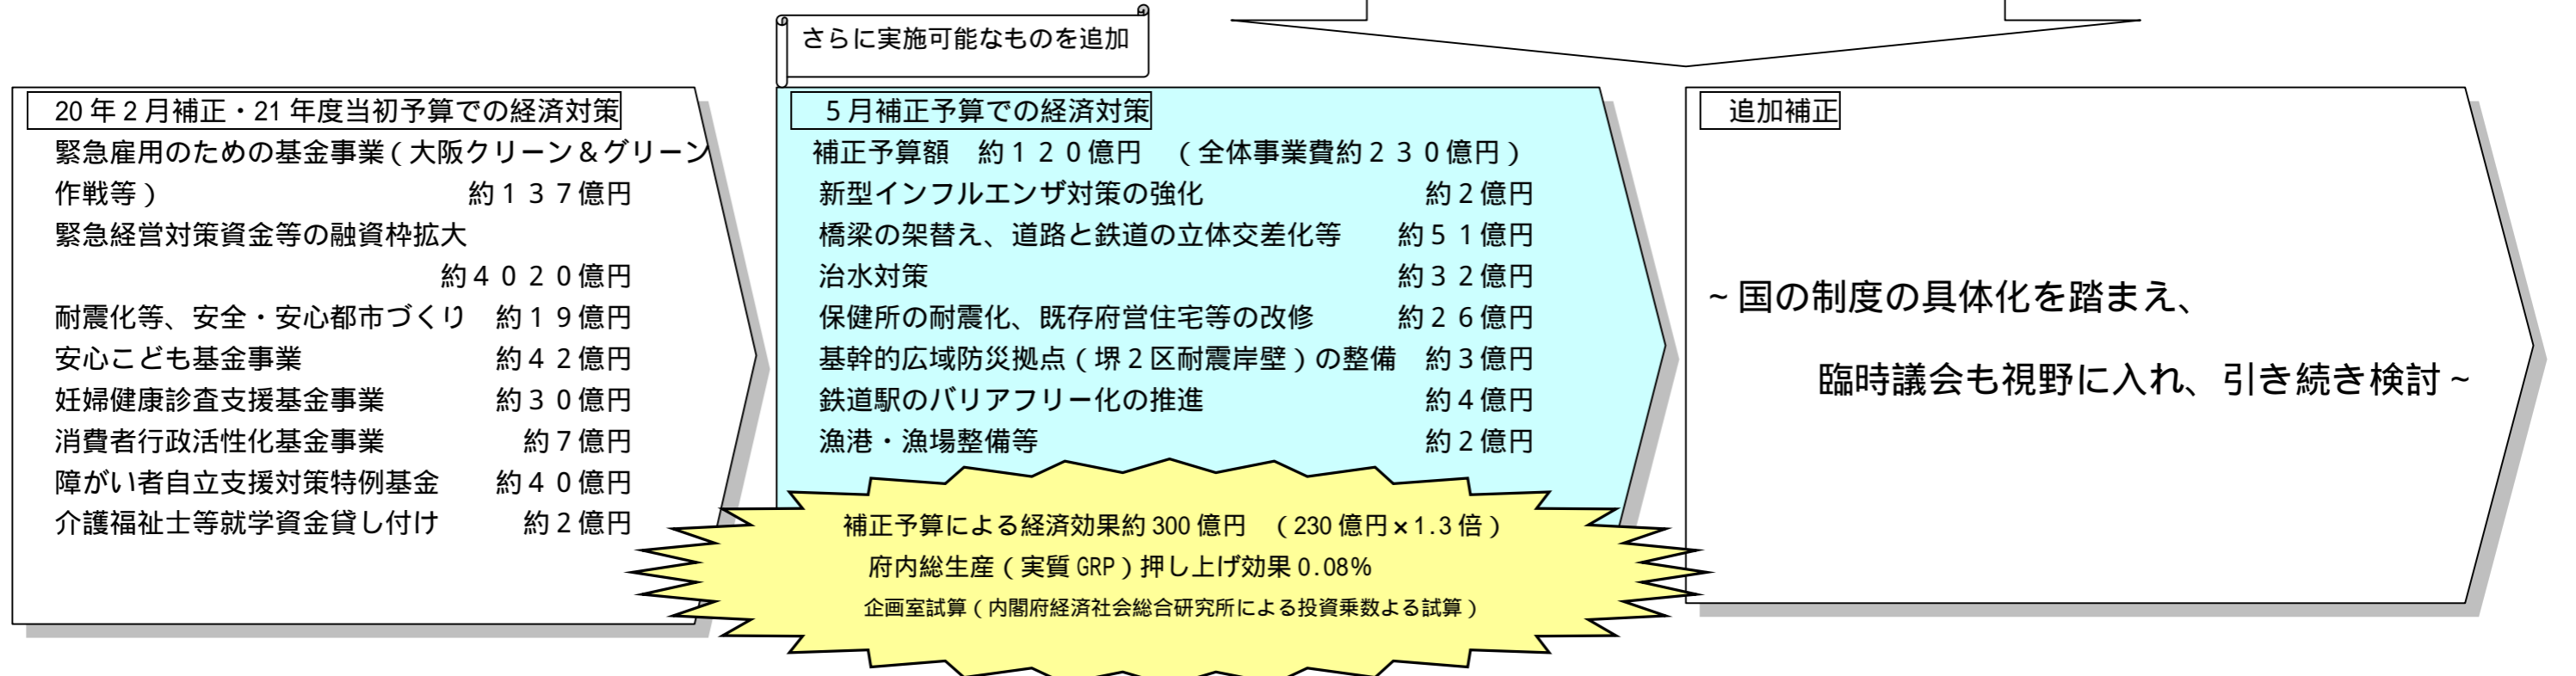 さらに実施可能なものを追加
20年2月補正・21年度当初予算での経済対策
緊急雇用のための基金事業（大阪クリーン＆グリーン
作戦等） 約１３７億円
緊急経営対策資金等の融資枠拡大
約４０２０億円
耐震化等、安全・安心都市づくり 約１９億円
安心こども基金事業 約４２億円
妊婦健康診査支援基金事業 約３０億円
消費者行政活性化基金事業 約７億円
障がい者自立支援対策特例基金 約４０億円
介護福祉士等就学資金貸し付け 約２億円
５月補正予算での経済対策
補正予算額 約１２０億円 （全体事業費約２３０億円）
新型インフルエンザ対策の強化 約２億円
橋梁の架替え、道路と鉄道の立体交差化等 約５１億円
治水対策 約３２億円
保健所の耐震化、既存府営住宅等の改修 約２６億円
基幹的広域防災拠点（堺２区耐震岸壁）の整備 約３億円
鉄道駅のバリアフリー化の推進 約４億円
漁港・漁場整備等 約２億円
補正予算による経済効果約300億円 （230億円×1.3倍）
府内総生産（実質GRP）押し上げ効果0.08%
企画室試算（内閣府経済社会総合研究所による投資乗数よる試算）
追加補正
~国の制度の具体化を踏まえ、
臨時議会も視野に入れ、引き続き検討~